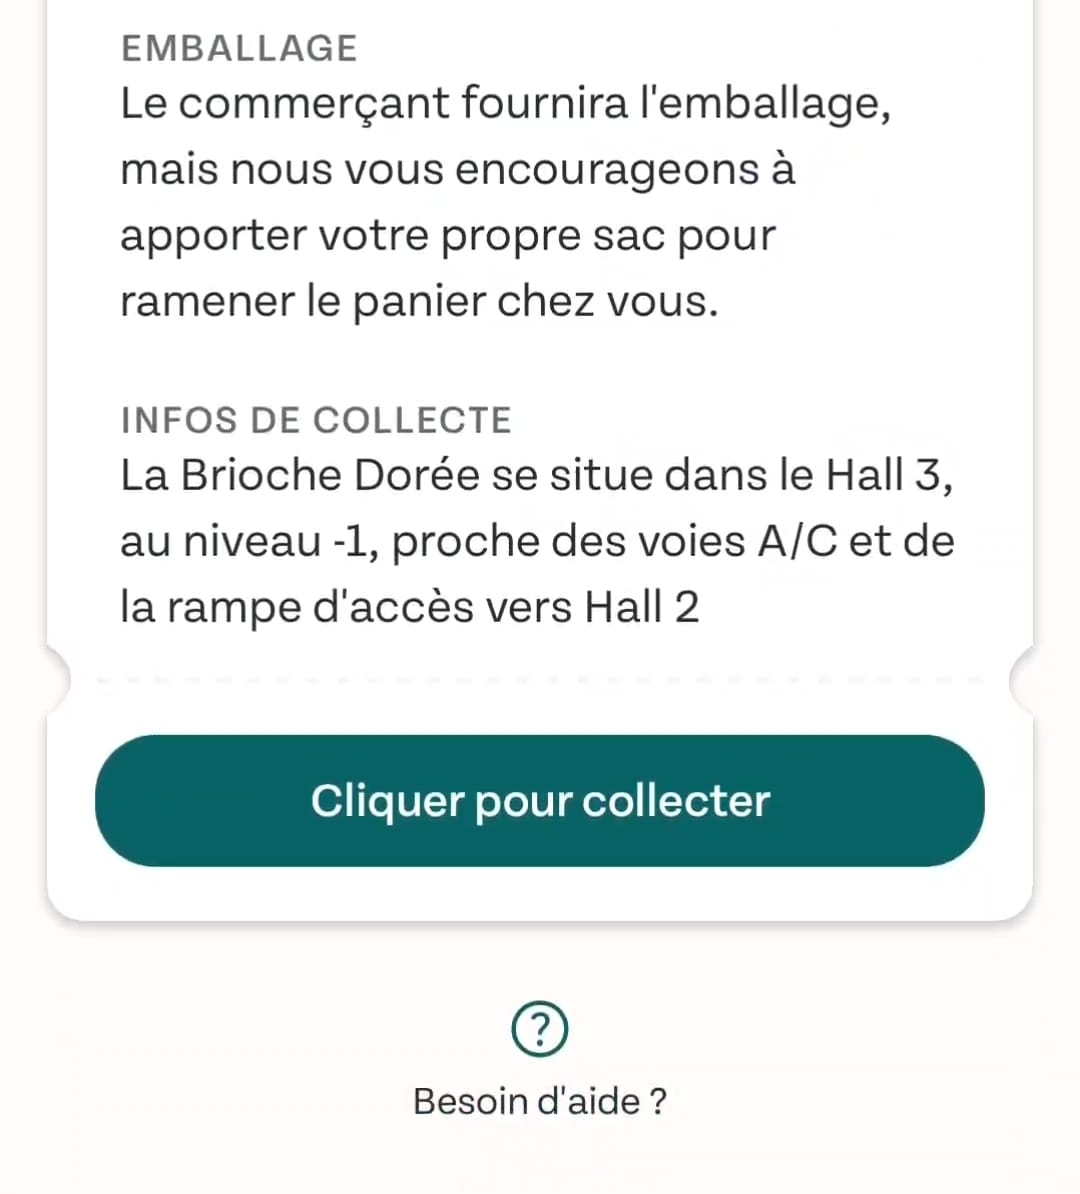 EMBALLAGE
Le commerçant fournira l'emballage,
mais nous vous encourageons à
apporter votre propre sac pour
ramener le panier chez vous.
INFOS DE COLLECTE
La Brioche Dorée se situe dans le Hall 3,
au niveau -1, proche des voies A/C et de
la rampe d'accès vers Hall 2
Cliquer pour collecter
?
Besoin d'aide ?